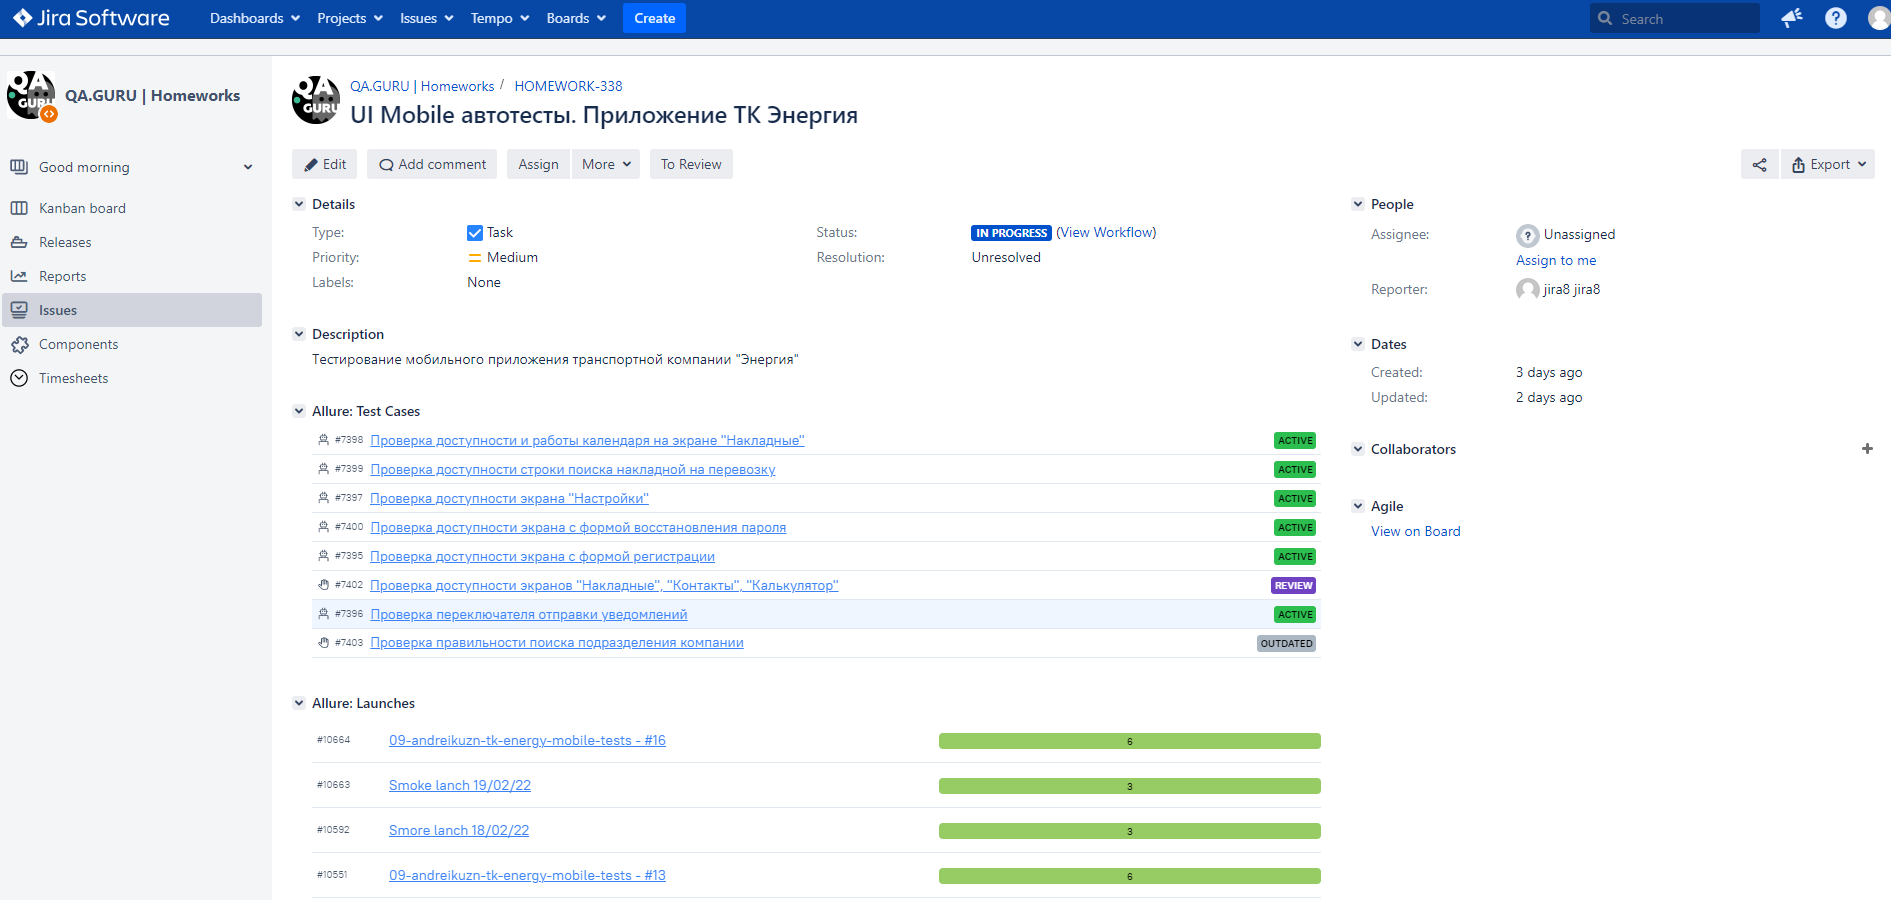 Jira Software Dashboards Projects Issues Tempo Boards Create Search ?
QA GURU QA.GURU | Homeworks
Good morning
Kanban board
Releases
Reports
Issues
Components
Timesheets
QA GURU
QA.GURU | Homeworks / HOMEWORK-338
UI Mobile автотесты. Приложение ТК Энергия
Edit Add comment Assign More To Review Export
Details
Type: Task Status: IN PROGRESS (View Workflow)
Priority: Medium Resolution: Unresolved
Labels: None
Description
Тестирование мобильного приложения транспортной компании "Энергия"
Allure: Test Cases
#7398 Проверка доступности и работы календаря на экране "Накладные" ACTIVE
#7399 Проверка доступности строки поиска накладной на перевозку ACTIVE
#7397 Проверка доступности экрана "Настройки" ACTIVE
#7400 Проверка доступности экрана с формой восстановления пароля ACTIVE
#7395 Проверка доступности экрана с формой регистрации ACTIVE
#7402 Проверка доступности экранов "Накладные", "Контакты", "Калькулятор" REVIEW
#7396 Проверка переключателя отправки уведомлений ACTIVE
#7403 Проверка правильности поиска подразделения компании OUTDATED
Allure: Launches
#10664 09-andreikuzn-tk-energy-mobile-tests - #16 6
#10663 Smoke lanch 19/02/22 3
#10592 Smore lanch 18/02/22 3
#10551 09-andreikuzn-tk-energy-mobile-tests - #13 6
People
Assignee: ? Unassigned
Assign to me
Reporter: jira8 jira8
Dates
Created: 3 days ago
Updated: 2 days ago
Collaborators +
Agile
View on Board